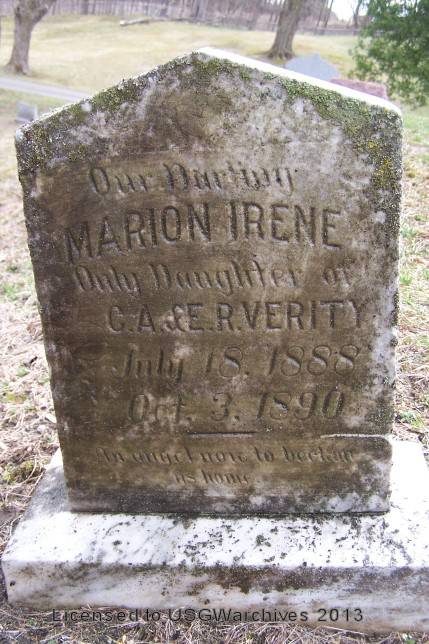 Our Darling
MARION IRENE
Only Daughter of
C.A.& E.R. VERITY
July 18, 1888
Oct. 3, 1890
An angel now to beckon
us home
Licensed to USGWarchives 2013